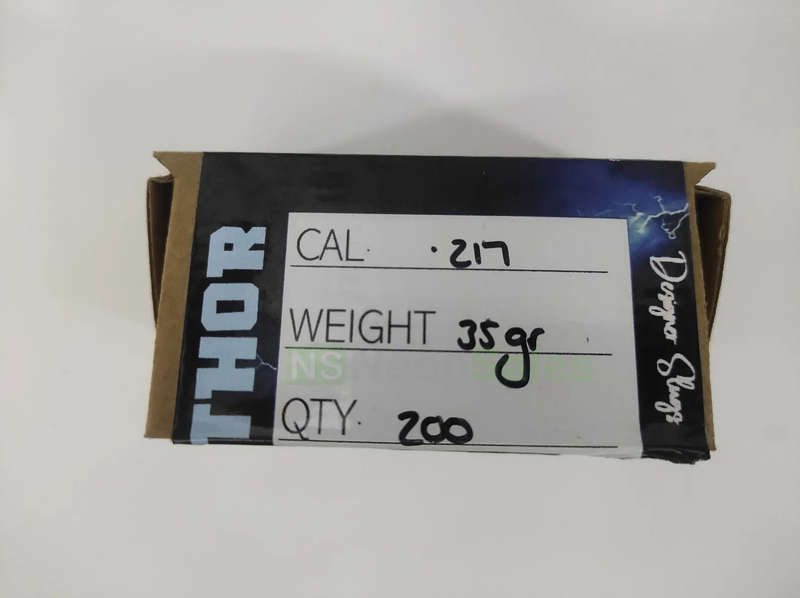 THOR
CAL. .217
WEIGHT 35gr
QTY. 200
Designer Slugs